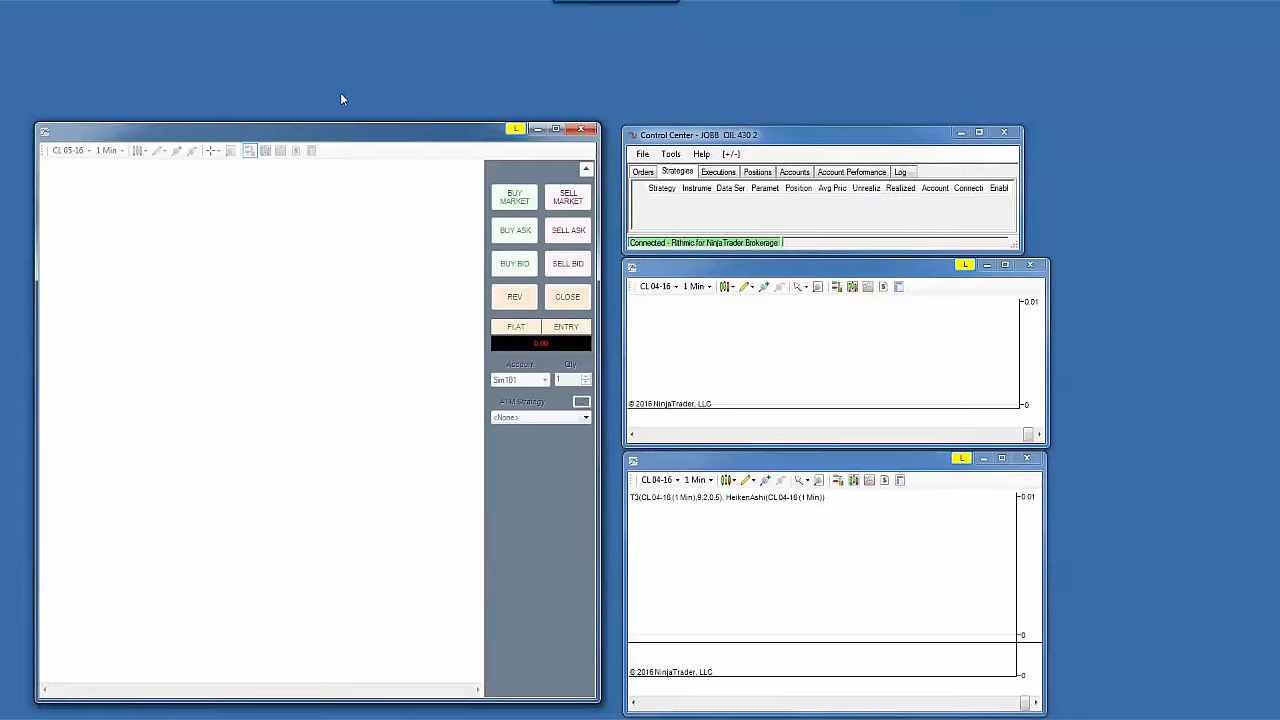 L
CL 05-16 1 Min
BUY MARKET
SELL MARKET
BUY ASK
SELL ASK
BUY BID
SELL BID
REV
CLOSE
FLAT
ENTRY
0.00
Account
Qty
Sim101
1
ATM Strategy
<None>
Control Center - JOBB OIL 430 2
File Tools Help [+/-]
Orders Strategies Executions Positions Accounts Account Performance Log
Strategy Instrume Data Ser Paramet Position Avg Pric Unrealiz Realized Account Connecti Enabl
Connected - Rithmic for NinjaTrader Brokerage
L
CL 04-16 1 Min
0.01
© 2016 NinjaTrader, LLC
0
L
CL 04-16 1 Min
T3(CL 04-16 (1 Min),9,2,0.5), HeikenAshi(CL 04-16 (1 Min))
0.01
0
© 2016 NinjaTrader, LLC
0